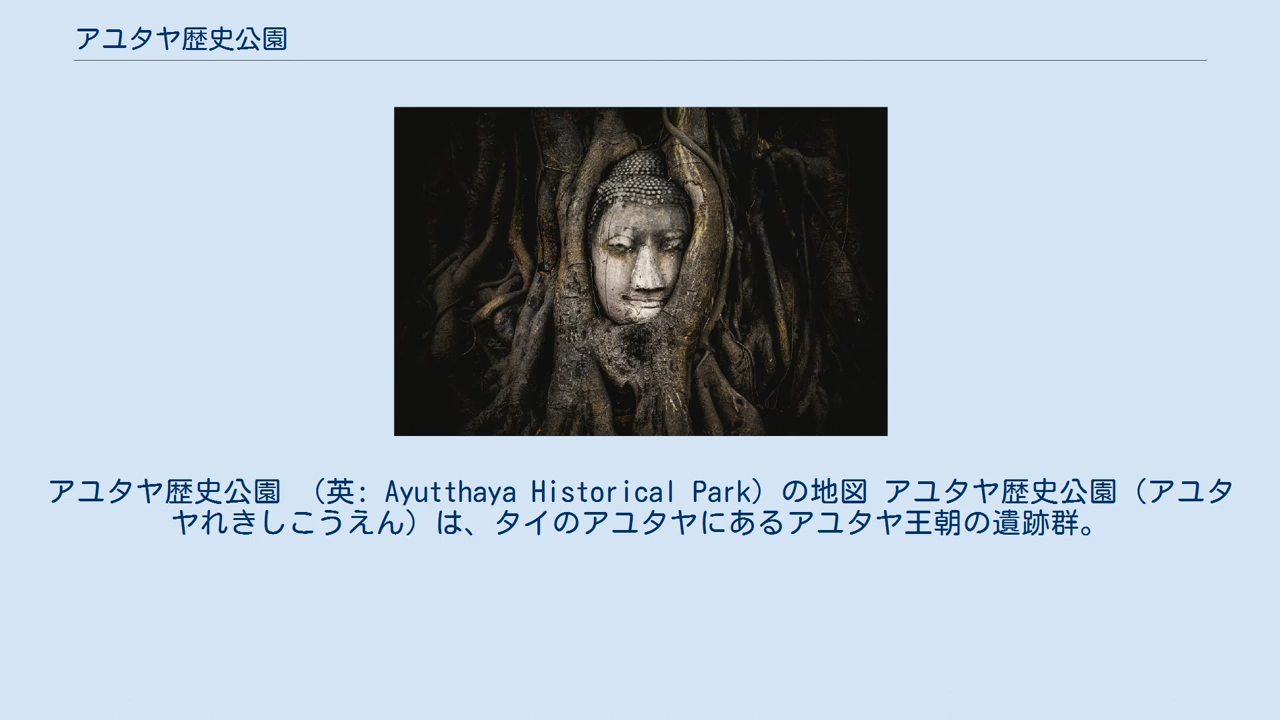 アユタヤ歴史公園
アユタヤ歴史公園 （英: Ayutthaya Historical Park）の地図 アユタヤ歴史公園（アユタ
ヤれきしこうえん）は、タイのアユタヤにあるアユタヤ王朝の遺跡群。